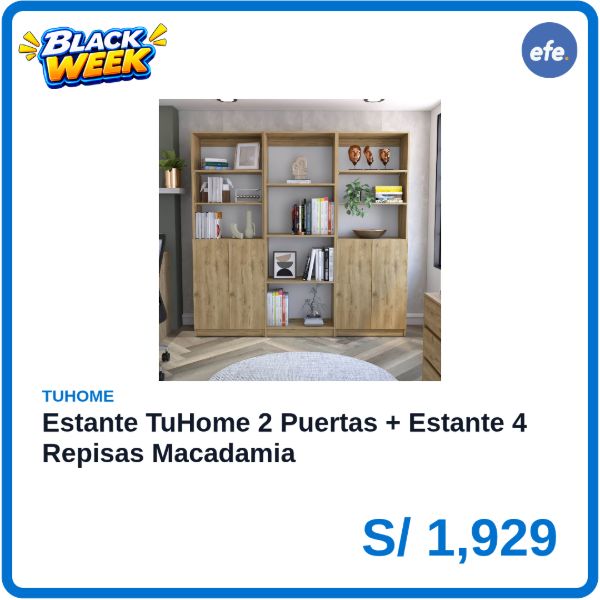 BLACK
WEEK
efe.
TUHOME
Estante TuHome 2 Puertas + Estante 4
Repisas Macadamia
S/ 1,929